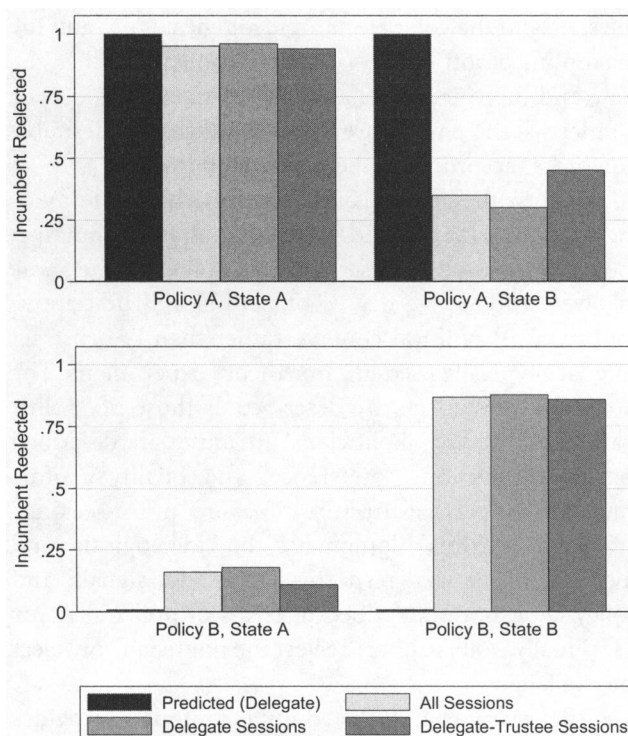 Incumbent Reelected
1
.75
.5
.25
0
Policy A, State A
Policy A, State B
Incumbent Reelected
1
.75
.5
.25
0
Policy B, State A
Policy B, State B
Predicted (Delegate)
All Sessions
Delegate Sessions
Delegate-Trustee Sessions